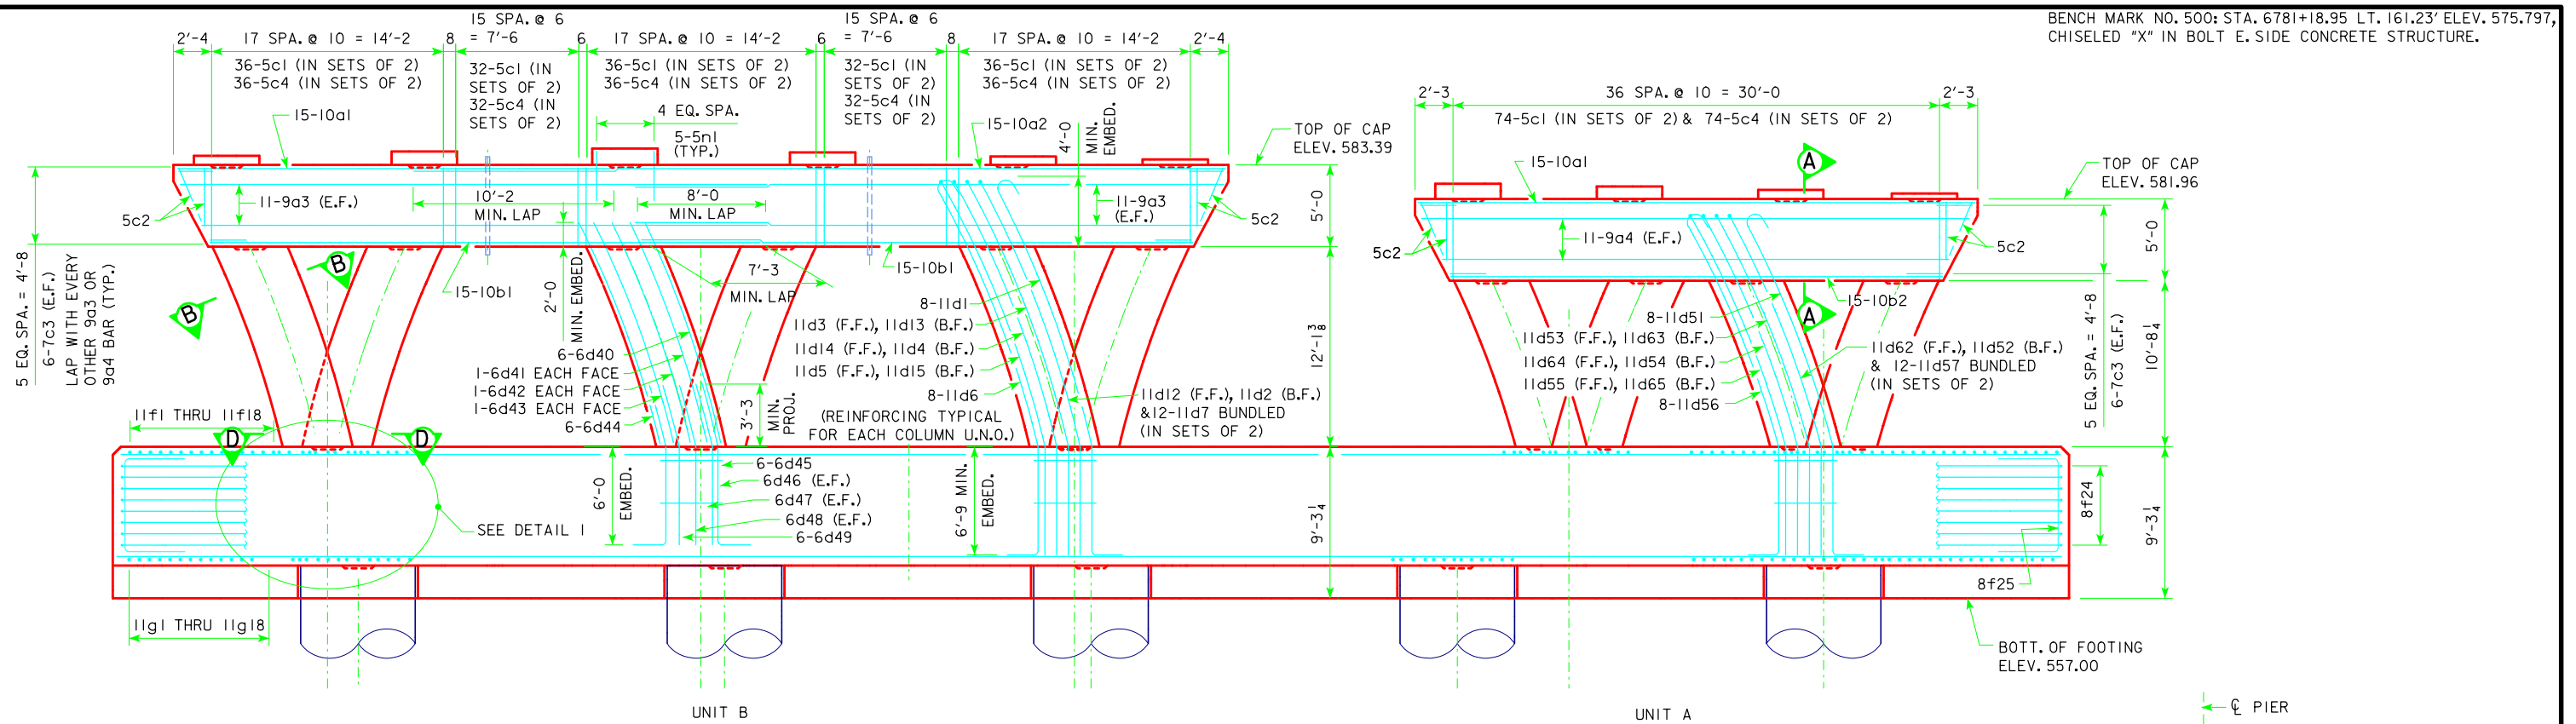 BENCH MARK NO. 500: STA. 6781+18.95 LT. 161.23' ELEV. 575.797,
CHISELED "X" IN BOLT E. SIDE CONCRETE STRUCTURE.
15 SPA. @ 6
= 7'-6
15 SPA. @ 6
= 7'-6
2'-4
17 SPA. @ 10 = 14'-2
8
6
17 SPA. @ 10 = 14'-2
6
8
17 SPA. @ 10 = 14'-2
2'-4
36-5c1 (IN SETS OF 2)
36-5c4 (IN SETS OF 2)
32-5c1 (IN
SETS OF 2)
32-5c4 (IN
SETS OF 2)
36-5c1 (IN SETS OF 2)
36-5c4 (IN SETS OF 2)
32-5c1 (IN
SETS OF 2)
32-5c4 (IN
SETS OF 2)
36-5c1 (IN SETS OF 2)
36-5c4 (IN SETS OF 2)
4 EQ. SPA.
5-5n1
(TYP.)
15-10a1
15-10a2
4'-0
MIN.
EMBED.
TOP OF CAP
ELEV. 583.39
11-9a3 (E.F.)
10'-2
MIN. LAP
8'-0
MIN. LAP
11-9a3
(E.F.)
5c2
5c2
5'-0
5 EQ. SPA. = 4'-8
6-7c3 (E.F.)
LAP WITH EVERY
OTHER 9a3 OR
9a4 BAR (TYP.)
B
B
15-10b1
2'-0
MIN. EMBED.
7'-3
MIN. LAP
15-10b1
12'-1 3/8
6-6d40
1-6d41 EACH FACE
1-6d42 EACH FACE
1-6d43 EACH FACE
6-6d44
3'-3
MIN.
PROJ.
8-11d1
11d3 (F.F.), 11d13 (B.F.)
11d14 (F.F.), 11d4 (B.F.)
11d5 (F.F.), 11d15 (B.F.)
8-11d6
(REINFORCING TYPICAL
FOR EACH COLUMN U.N.O.)
11d12 (F.F.), 11d2 (B.F.)
&12-11d7 BUNDLED
(IN SETS OF 2)
11f1 THRU 11f18
D
D
6'-0
EMBED.
6-6d45
6d46 (E.F.)
6d47 (E.F.)
6d48 (E.F.)
6-6d49
6'-9 MIN.
EMBED.
9'-3 1/4
SEE DETAIL 1
11g1 THRU 11g18
UNIT B
2'-3
36 SPA. @ 10 = 30'-0
2'-3
74-5c1 (IN SETS OF 2) & 74-5c4 (IN SETS OF 2)
15-10a1
A
TOP OF CAP
ELEV. 581.96
11-9a4 (E.F.)
5c2
5c2
5'-0
15-10b2
A
8-11d51
11d53 (F.F.), 11d63 (B.F.)
11d64 (F.F.), 11d54 (B.F.)
11d55 (F.F.), 11d65 (B.F.)
8-11d56
11d62 (F.F.), 11d52 (B.F.)
& 12-11d57 BUNDLED
(IN SETS OF 2)
5 EQ. SPA. = 4'-8
6-7c3 (E.F.)
10'-8 1/4
8f24
9'-3 1/4
8f25
BOTT. OF FOOTING
ELEV. 557.00
UNIT A
℄ PIER